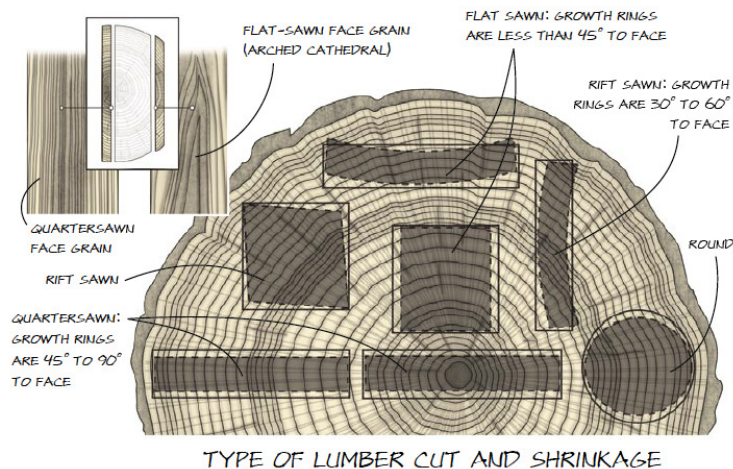 FLAT-SAWN FACE GRAIN
(ARCHED CATHEDRAL)
FLAT SAWN: GROWTH RINGS
ARE LESS THAN 45° TO FACE
RIFT SAWN: GROWTH
RINGS ARE 30° TO 60°
TO FACE
QUARTERSAWN
FACE GRAIN
RIFT SAWN
ROUND
QUARTERSAWN:
GROWTH RINGS
ARE 45° TO 90°
TO FACE
TYPE OF LUMBER CUT AND SHRINKAGE